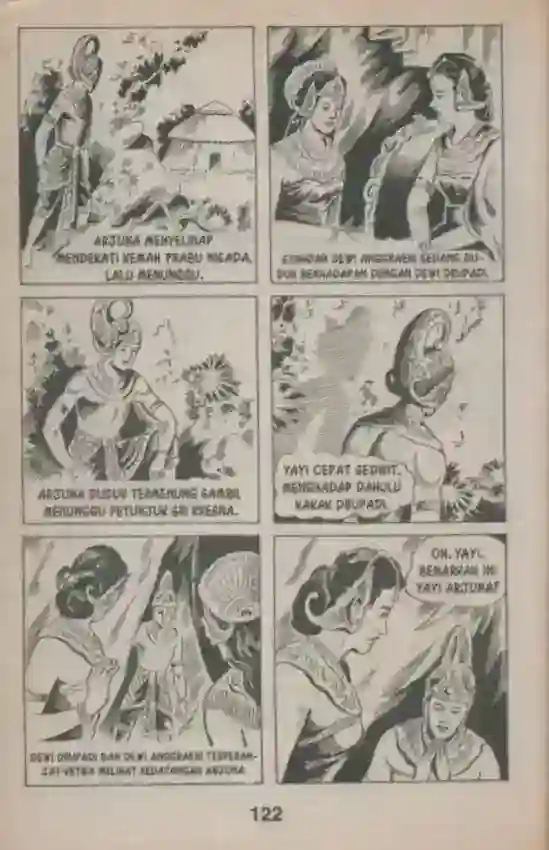 ARJUNA MENYELINAP
MENDEKATI KEMAH PRABU NIGADA,
LALU MENUNGGU.
DEWI ANGGRAENI SEDANG DU-
DUK BERHADAPAN DENGAN DEWI DRUPADI.
ARJUNA DUDUK TERMENUNG SAMBIL
MENUNGGU PETUNJUK SRI KRESNA.
YAYI CEPAT SEDIKIT,
MENGHADAP DAHULU
KAKAK DRUPADI.
DEWI DRUPADI DAN DEWI ANGGRAENI TERPERAN-
JAT KETIKA MELIHAT KEDATANGAN ARJUNA
OH, YAYI,
BENARKAH INI
YAYI ARJUNA?
122